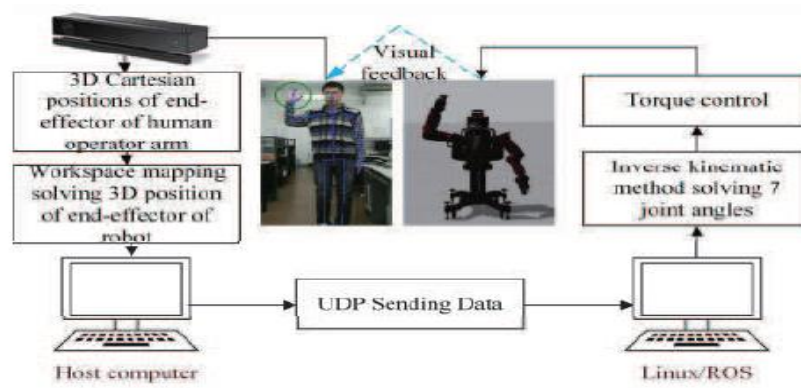 3D Cartesian
positions of end-
effector of human
operator arm
Workspace mapping
solving 3D position
of end-effector of
robot
Host computer
Visual
feedback
UDP Sending Data
Torque control
Inverse kinematic
method solving 7
joint angles
Linux/ROS